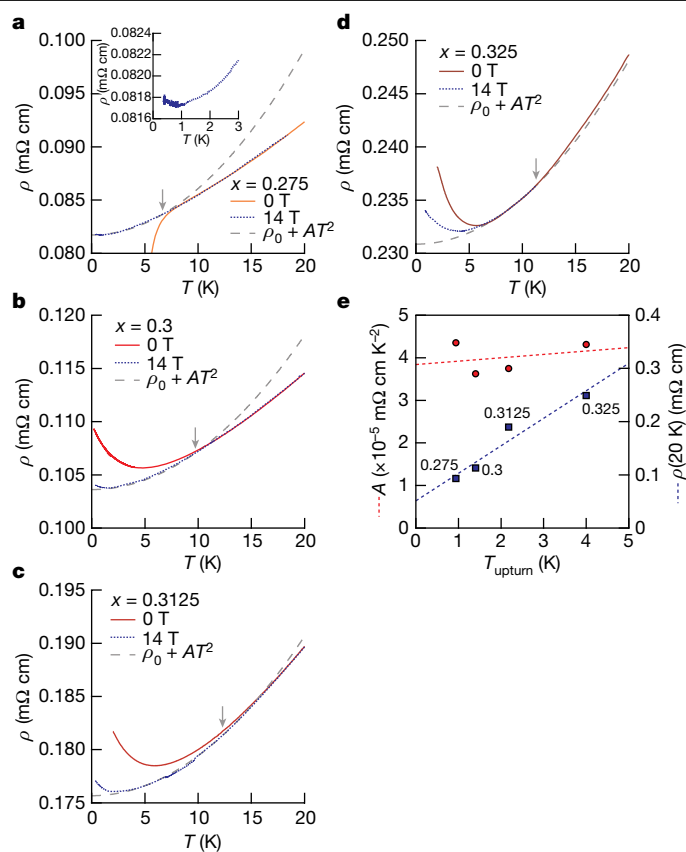 a
0.100
0.095
0.090
0.085
0.080
ρ (mΩ cm)
0 5 10 15 20
T (K)
0.0824
0.0822
0.0820
0.0819
0.0818
0.0816
ρ (mΩ cm)
0 1 2 3
T (K)
x = 0.275
0 T
14 T
ρ0 + AT²
b
0.120
0.115
0.110
0.105
0.100
ρ (mΩ cm)
0 5 10 15 20
T (K)
x = 0.3
0 T
14 T
ρ0 + AT²
c
0.195
0.190
0.185
0.180
0.175
ρ (mΩ cm)
0 5 10 15 20
T (K)
x = 0.3125
0 T
14 T
ρ0 + AT²
d
0.250
0.245
0.240
0.235
0.230
ρ (mΩ cm)
0 5 10 15 20
T (K)
x = 0.325
0 T
14 T
ρ0 + AT²
e
5
4
3
2
1
0
A (×10⁻⁵ mΩ cm K⁻²)
0.4
0.3
0.2
0.1
0
ρ(20 K) (mΩ cm)
0.3125
0.325
0.275
0.3
0 1 2 3 4 5
Tupturn (K)